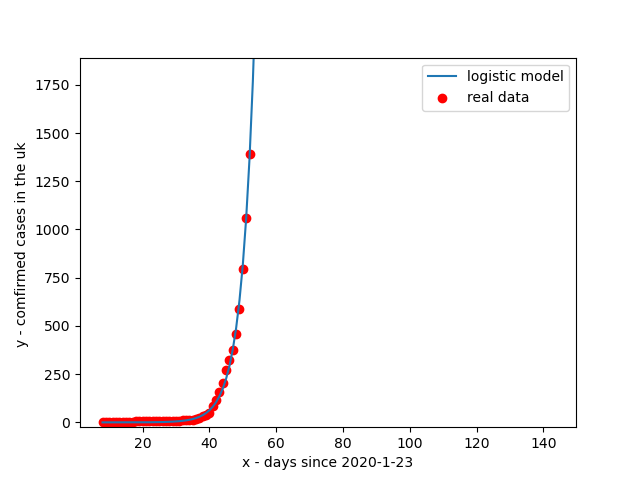 logistic model
real data
1750
1500
1250
1000
750
500
250
0
y - comfirmed cases in the uk
20 40 60 80 100 120 140
x - days since 2020-1-23